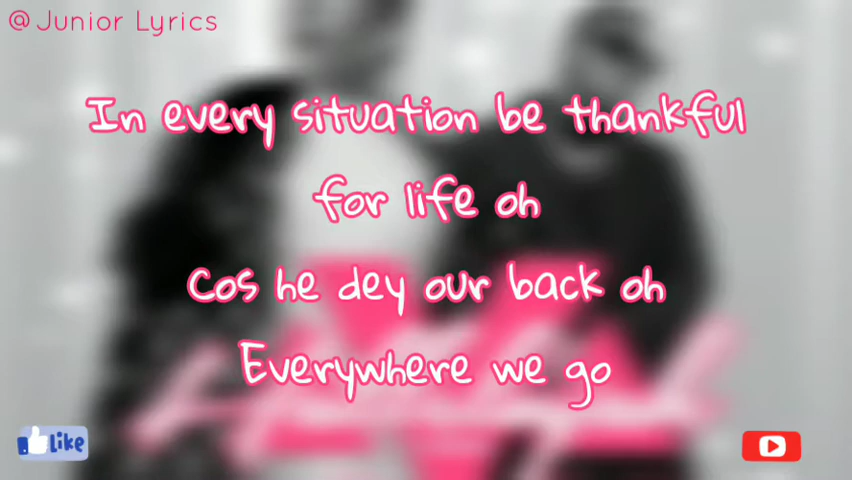 @Junior Lyrics
In every situation be thankful
for life oh
Cos he dey our back oh
Everywhere we go
Like